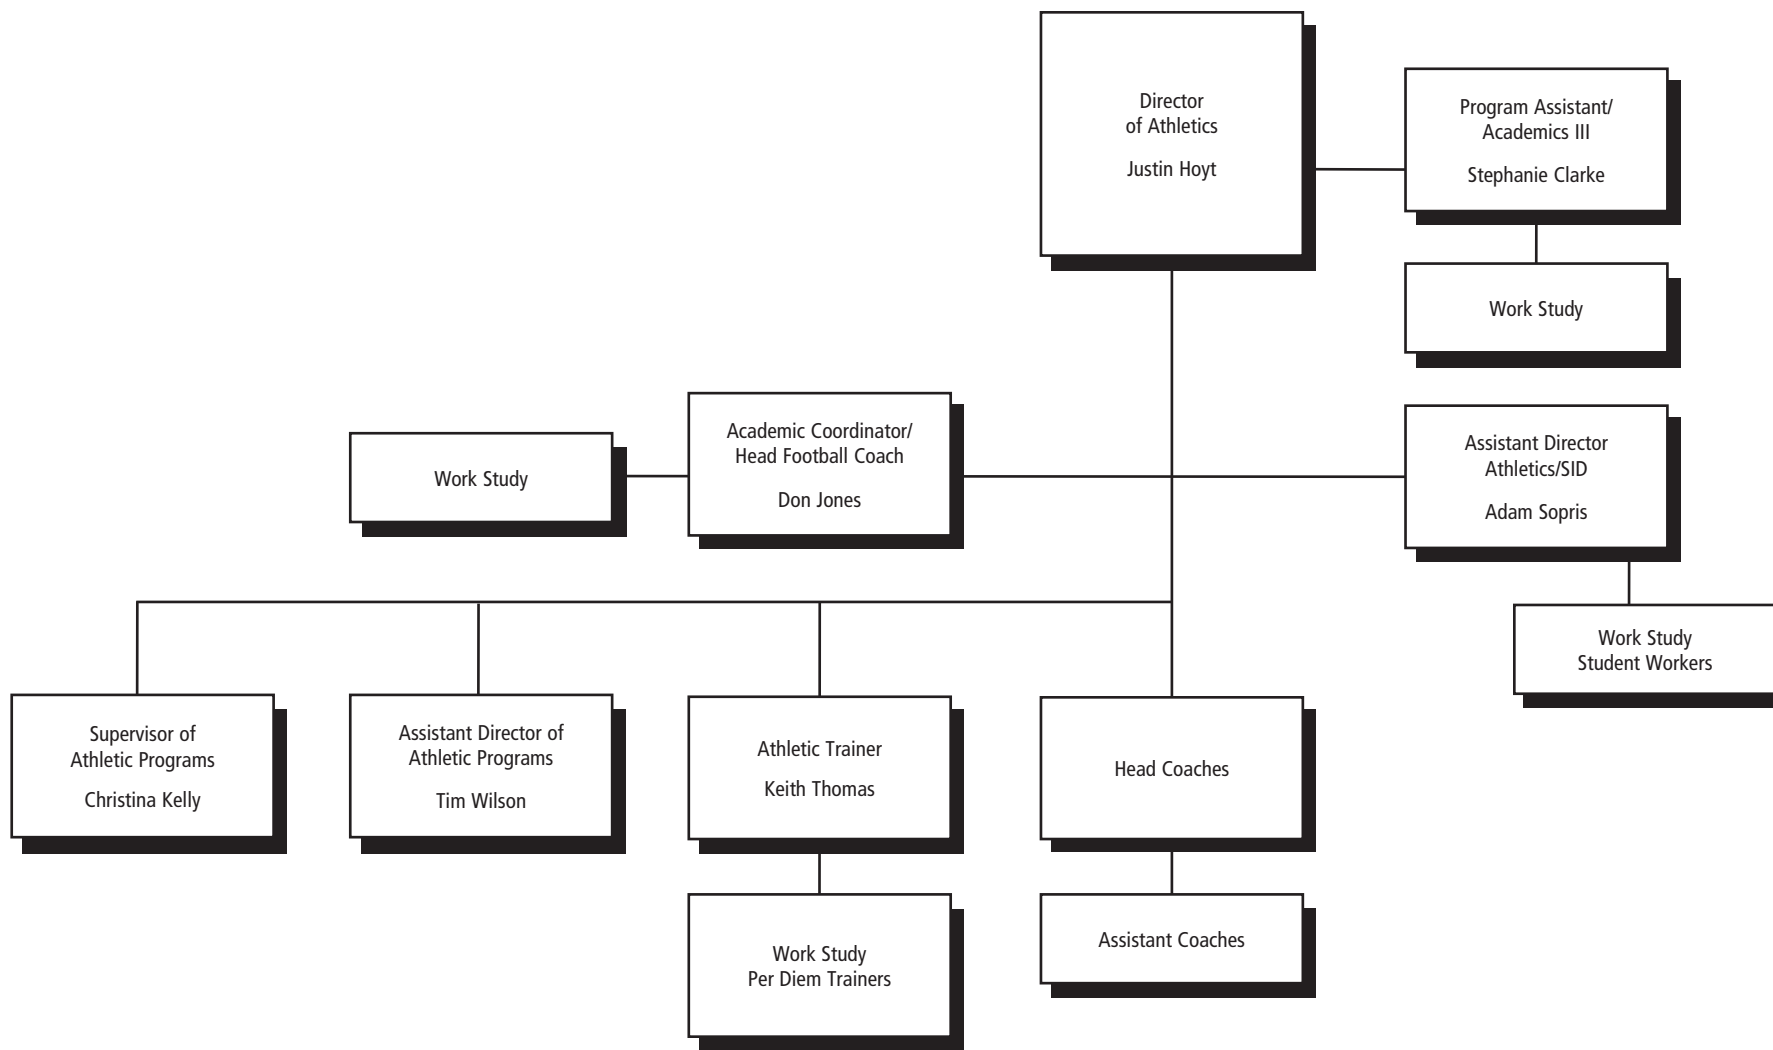 Director
of Athletics
Justin Hoyt
Program Assistant/
Academics III
Stephanie Clarke
Work Study
Work Study
Academic Coordinator/
Head Football Coach
Don Jones
Assistant Director
Athletics/SID
Adam Sopris
Work Study
Student Workers
Supervisor of
Athletic Programs
Christina Kelly
Assistant Director of
Athletic Programs
Tim Wilson
Athletic Trainer
Keith Thomas
Head Coaches
Work Study
Per Diem Trainers
Assistant Coaches